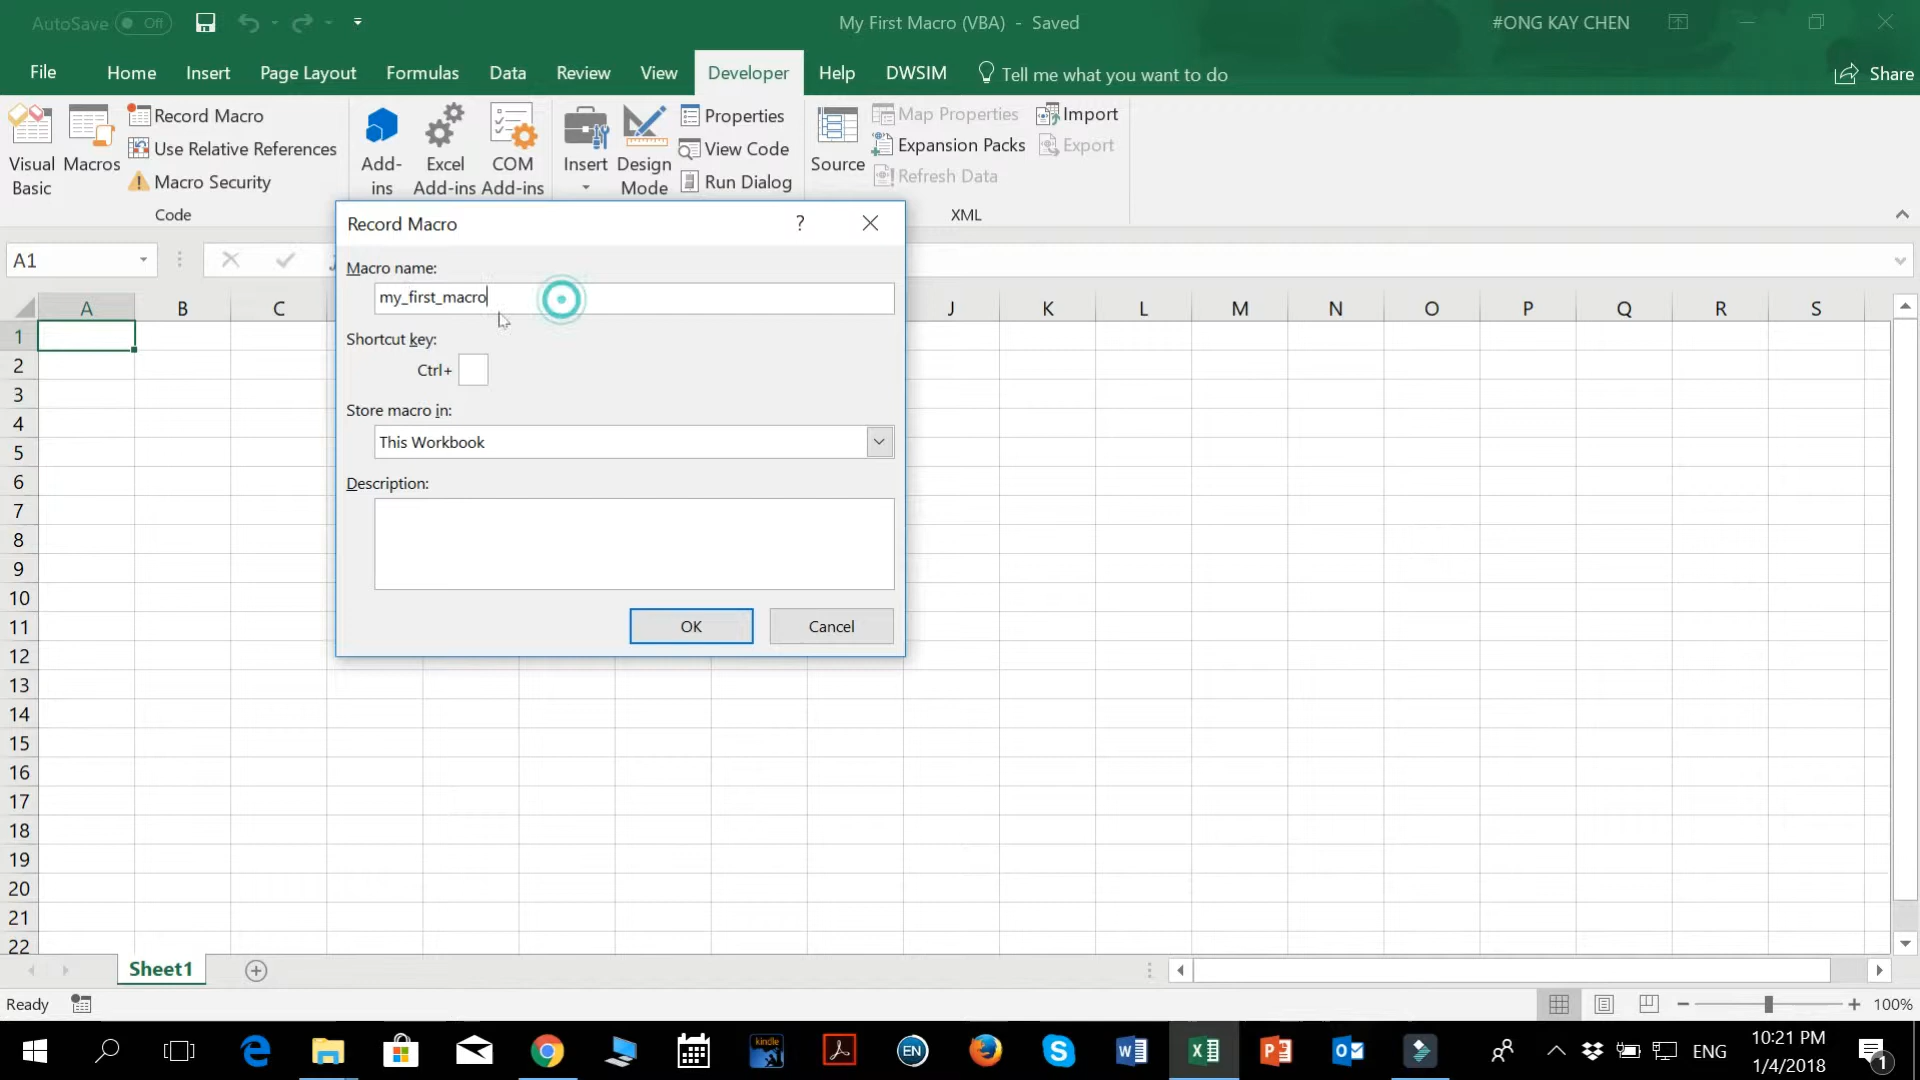 AutoSave Off
My First Macro (VBA) - Saved
#ONG KAY CHEN
File Home Insert Page Layout Formulas Data Review View Developer Help DWSIM Tell me what you want to do Share
Visual Basic
Macros
Record Macro
Use Relative References
Macro Security
Code
Add-ins
Excel Add-ins
COM Add-ins
Insert
Design Mode
Properties
View Code
Run Dialog
Source
Map Properties
Expansion Packs
Refresh Data
Import
Export
XML
A1
Record Macro ?
Macro name:
my_first_macro
Shortcut key:
Ctrl+
Store macro in:
This Workbook
Description:
OK Cancel
A B C J K L M N O P Q R S
1
2
3
4
5
6
7
8
9
10
11
12
13
14
15
16
17
18
19
20
21
22
Sheet1
Ready
100%
kindle
EN
ENG
10:21 PM
1/4/2018
1